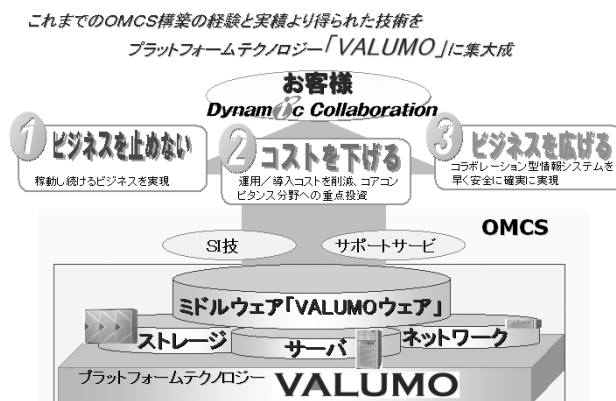 これまでのOMCS構築の経験と実績より得られた技術を
プラットフォームテクノロジー「VALUMO」に集大成
お客様
Dynamic Collaboration
1 ビジネスを止めない
稼動し続けるビジネスを実現
2 コストを下げる
運用／導入コストを削減、コアコン
ピタンス分野への重点投資
3 ビジネスを広げる
コラボレーション型情報システムを
早く安全に確実に実現
OMCS
SI技
サポートサービ
ミドルウェア「VALUMOウェア」
ストレージ
サーバ
ネットワーク
プラットフォームテクノロジー VALUMO